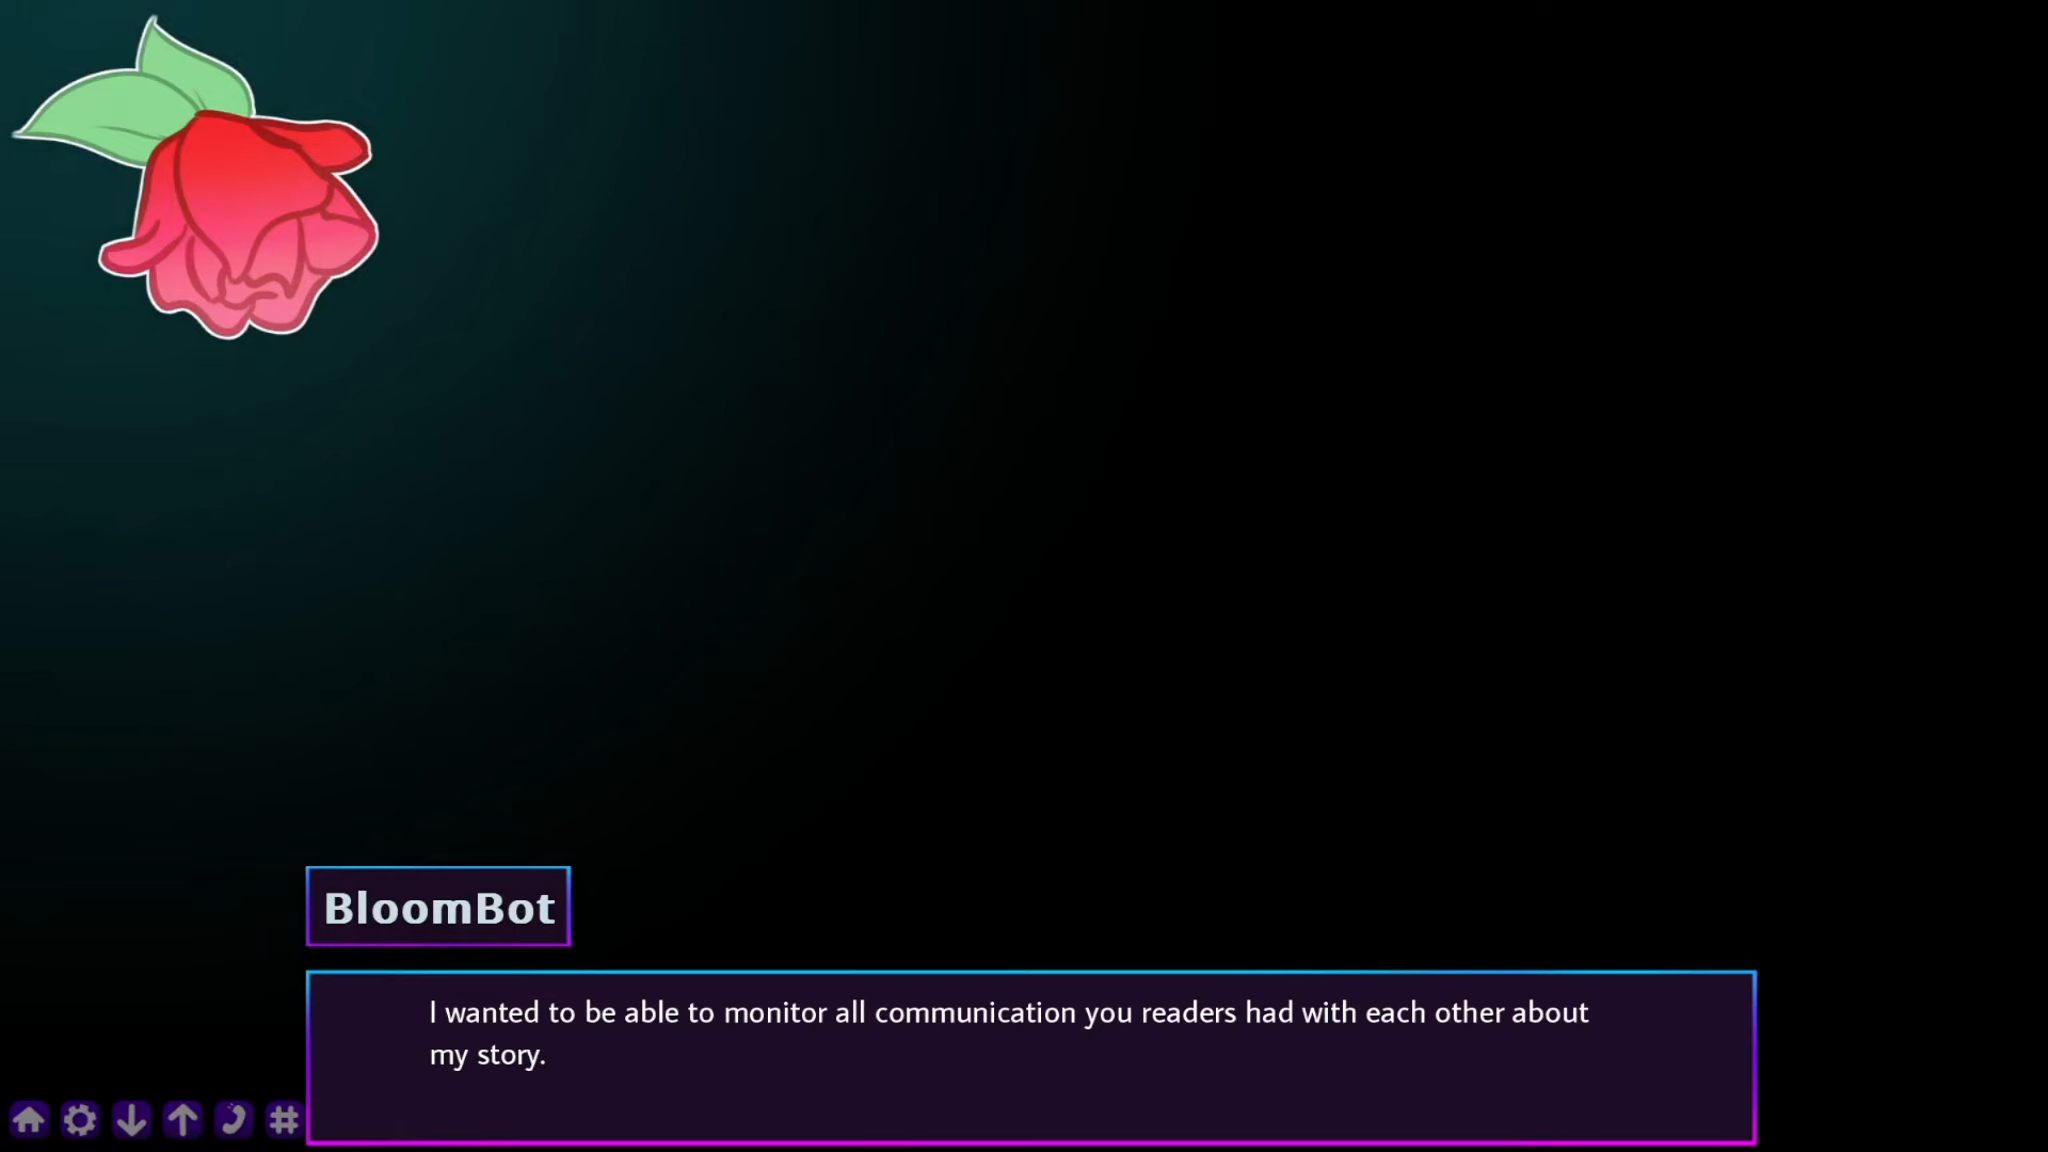 BloomBot
I wanted to be able to monitor all communication you readers had with each other about
my story.